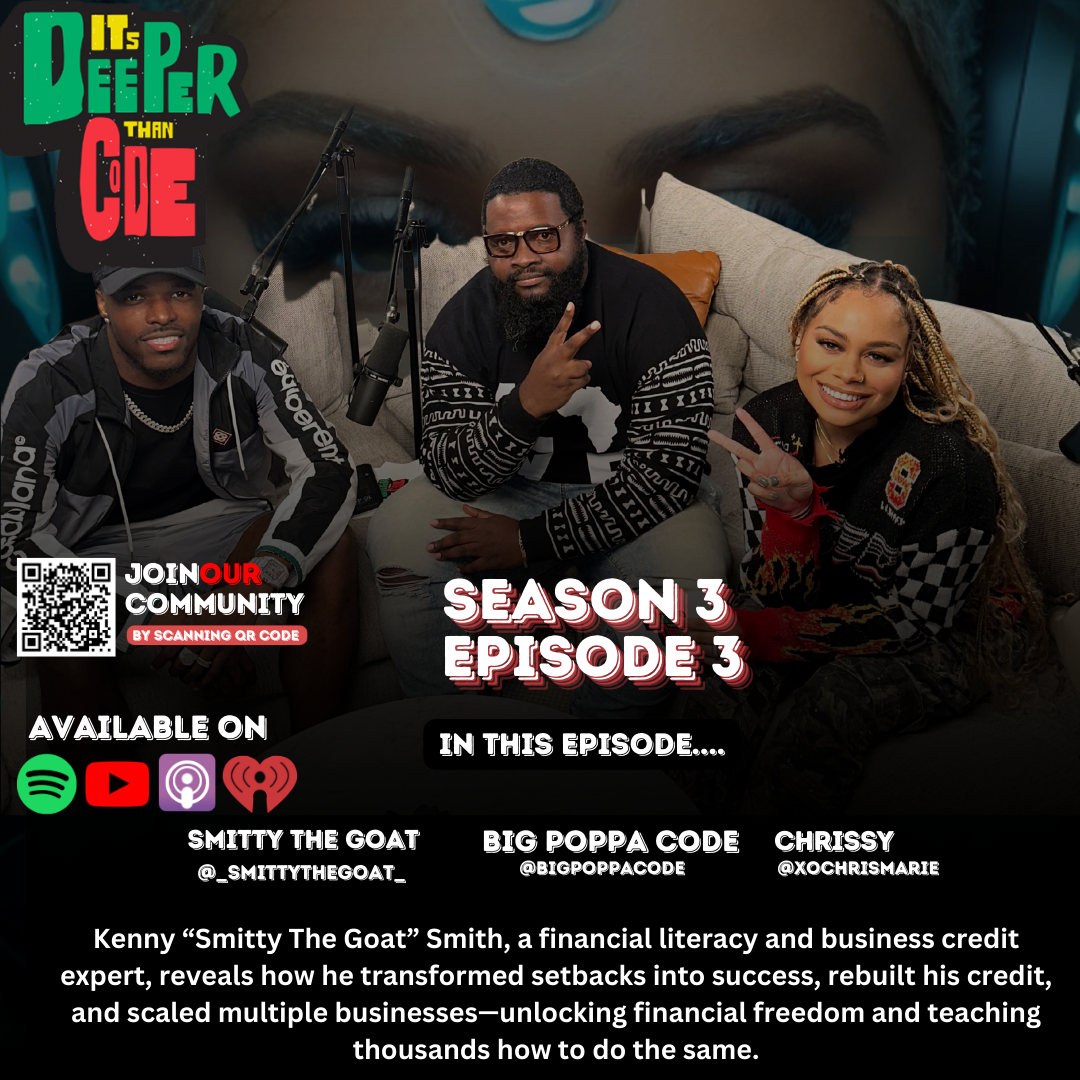 ITs
DEEPER
THAN
CODE
JOINOUR
COMMUNITY
BY SCANNING QR CODE
SEASON 3
EPISODE 3
AVAILABLE ON
IN THIS EPISODE....
SMITTY THE GOAT
@_SMITTYTHEGOAT_
BIG POPPA CODE
@BIGPOPPACODE
CHRISSY
@XOCHRISMARIE
Kenny “Smitty The Goat” Smith, a financial literacy and business credit
expert, reveals how he transformed setbacks into success, rebuilt his credit,
and scaled multiple businesses—unlocking financial freedom and teaching
thousands how to do the same.